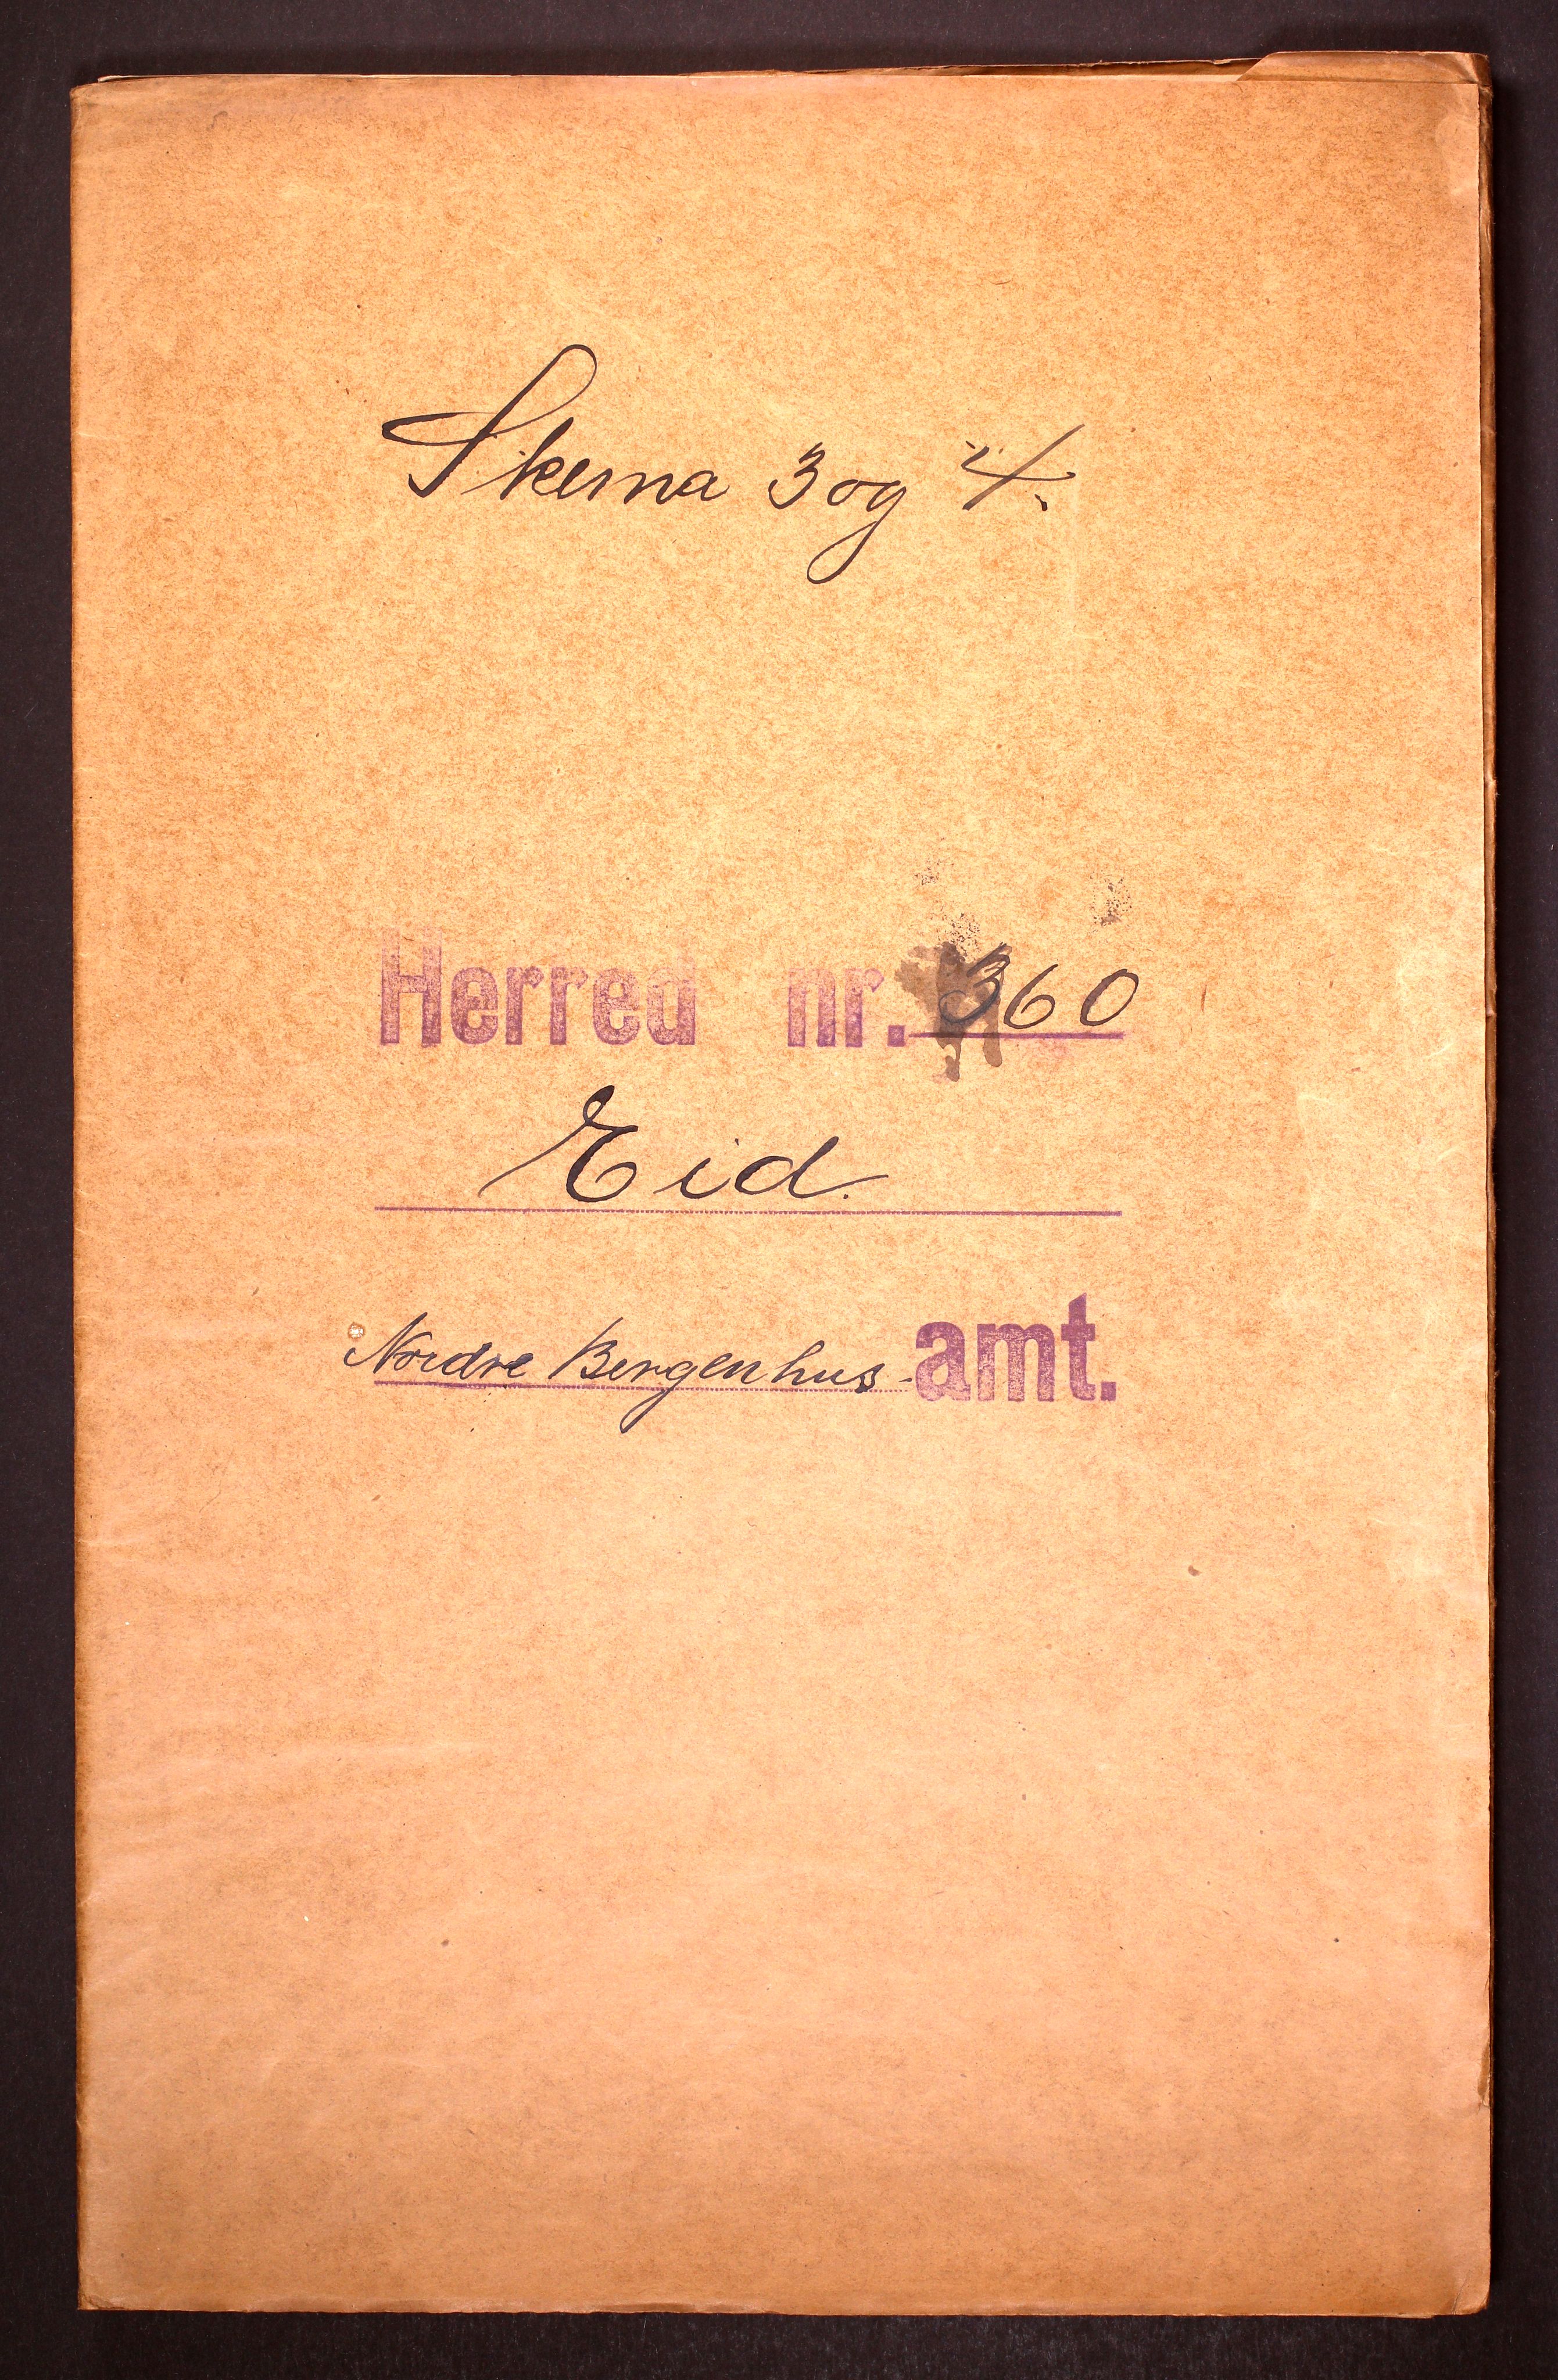 Skema 3 og 4.
Herred nr. 360
Eid.
Nordre Bergenhus-amt.